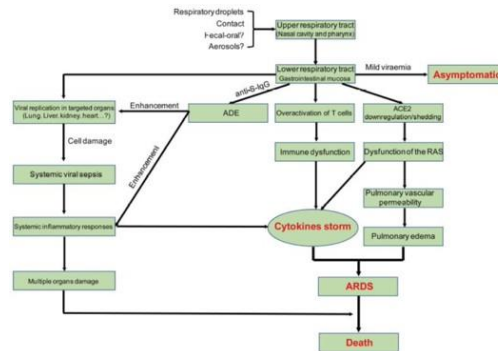 Respiratory droplets
Contact
Fecal-oral?
Aerosols?
Upper respiratory tract
(Nasal cavity and pharynx)
Lower respiratory tract
Gastrointestinal mucosa
Mild viraemia
Asymptomatic
anti-S-IgG
Viral replication in targeted organs
(Lung. Liver. kidney, heart…?)
Enhancement
ADE
Overactivation of T cells
ACE2
downregulation/shedding
Cell damage
Enhancement
Immune dysfunction
Dysfunction of the RAS
Systemic viral sepsis
Pulmonary vascular
permeability
Systemic inflammatory responses
Cytokines storm
Pulmonary edema
Multiple organs damage
ARDS
Death